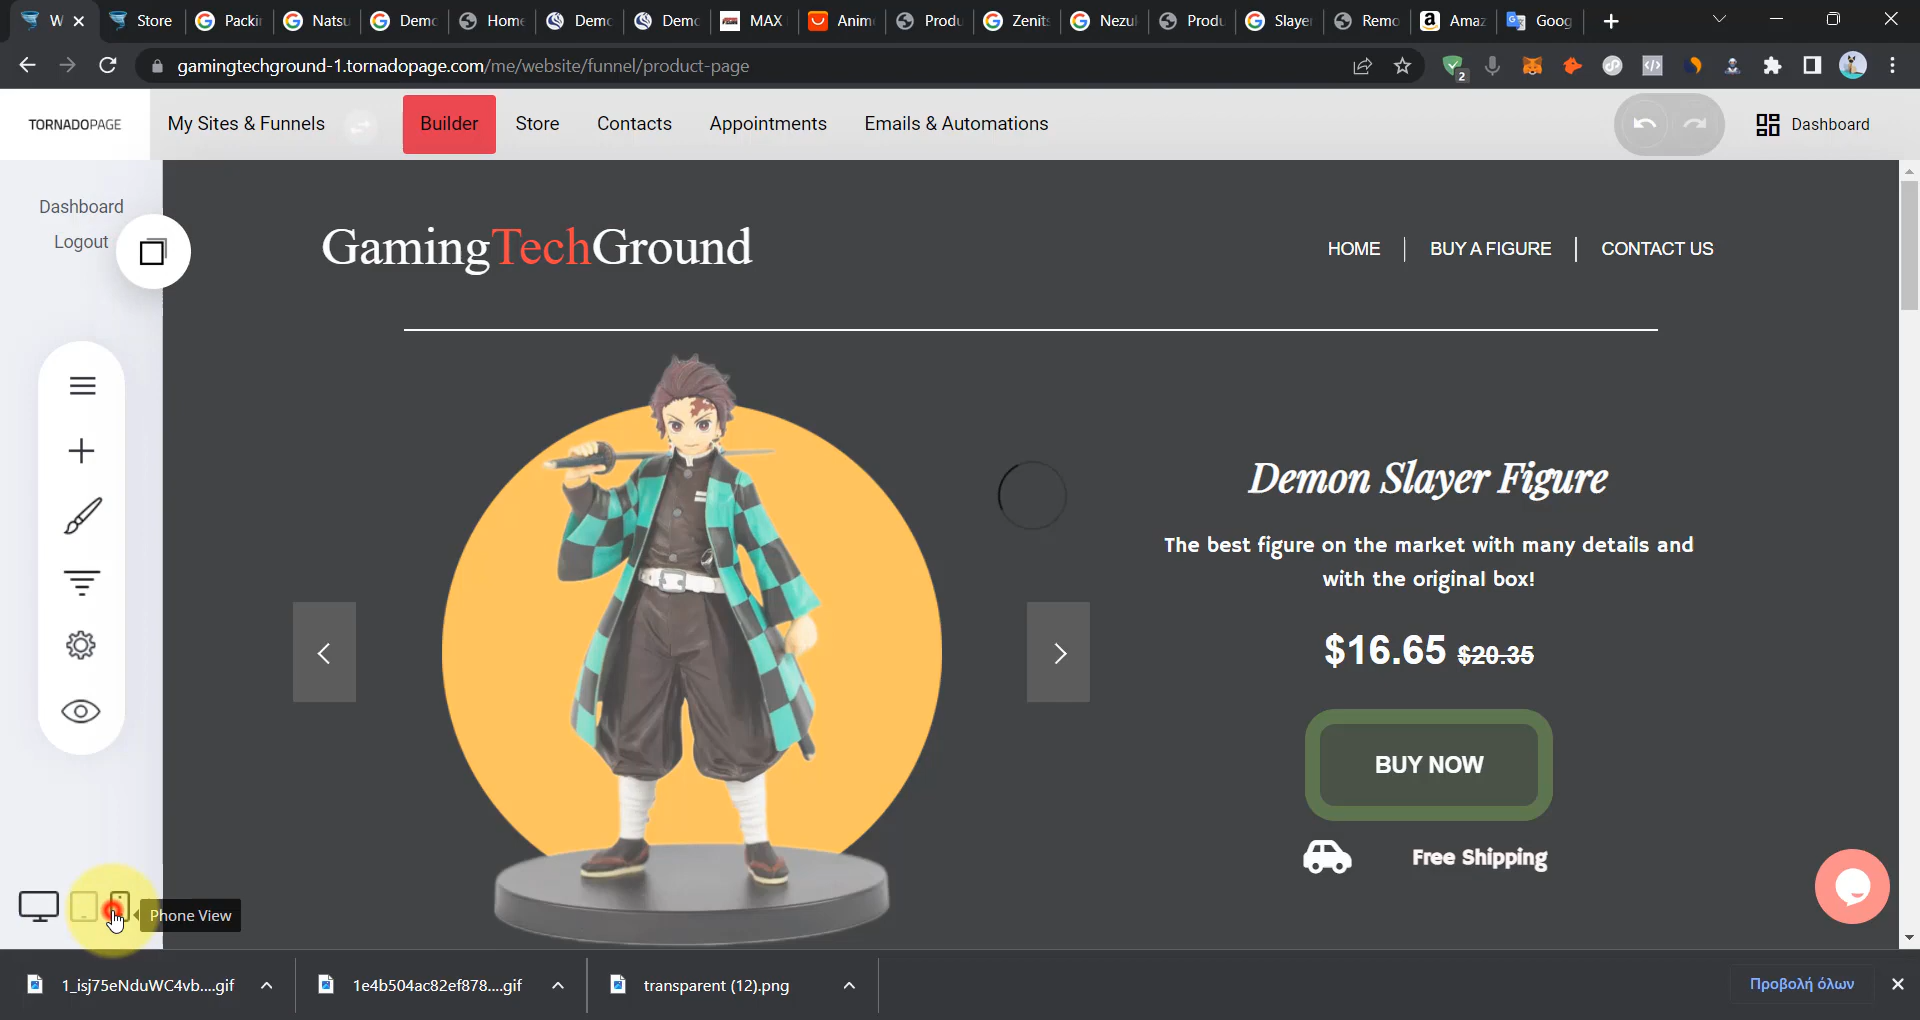 W
Store
Packi
Natsu
Demo
Home
Demo
Demo
MAX
Anim
Produ
Zenits
Nezuk
Produ
Slayer
Remo
Amaz
Goog
gamingtechground-1.tornadopage.com/me/website/funnel/product-page
2
TORNADOPAGE
My Sites & Funnels
Builder
Store
Contacts
Appointments
Emails & Automations
Dashboard
Dashboard
Logout
GamingTechGround
HOME
BUY A FIGURE
CONTACT US
Demon Slayer Figure
The best figure on the market with many details and
with the original box!
$16.65 $20.35
BUY NOW
Free Shipping
Phone View
1_isj75eNduWC4vb....gif
1e4b504ac82ef878....gif
transparent (12).png
Προβολή όλων